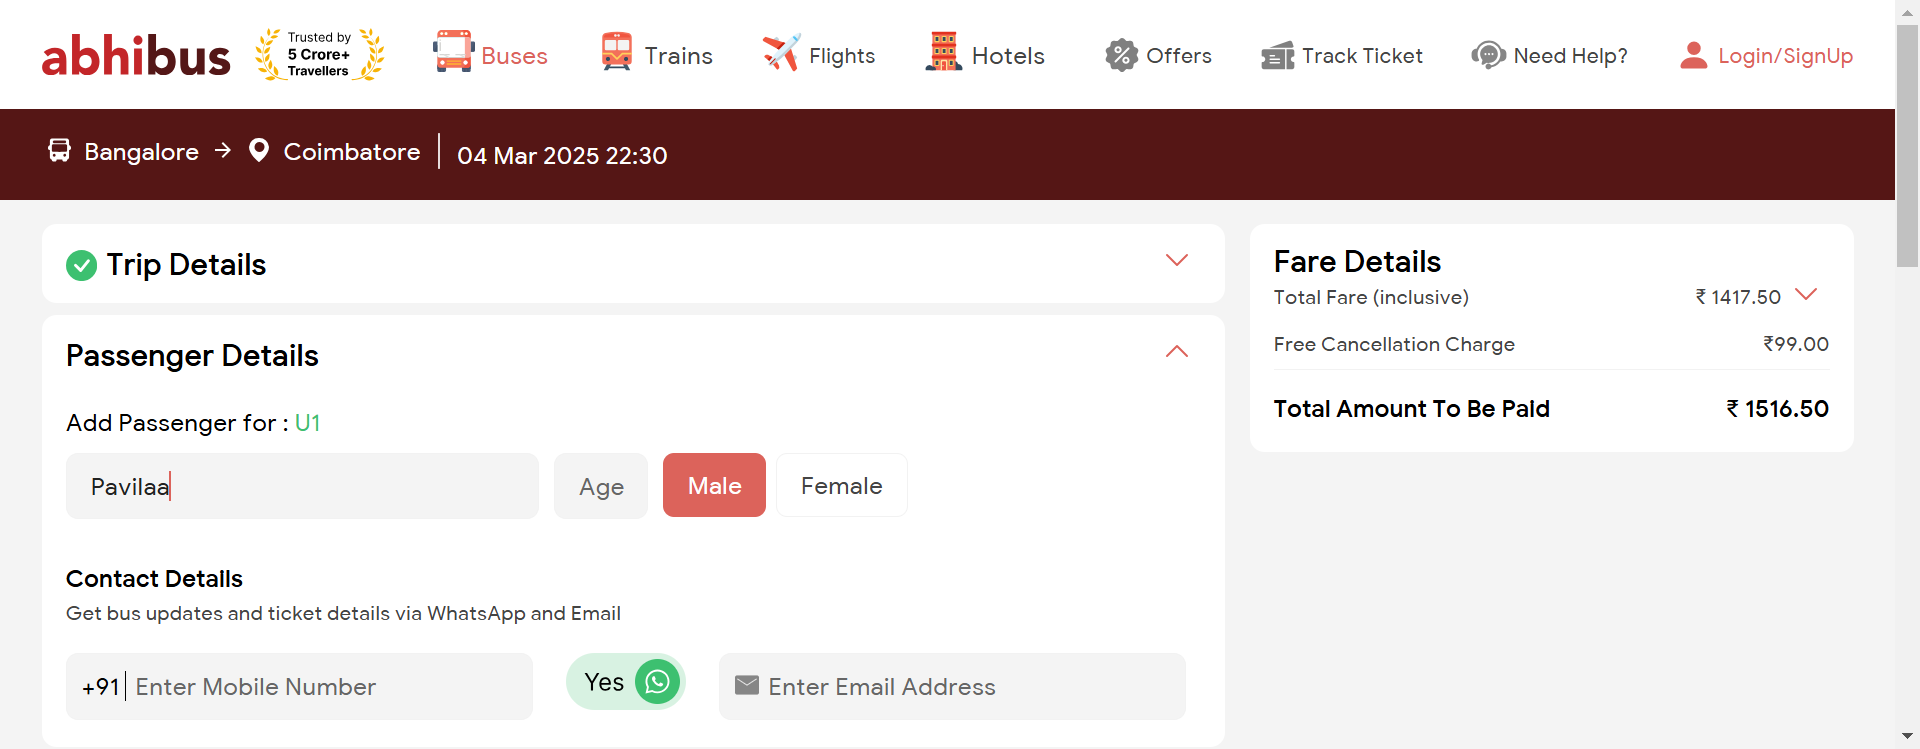 abhibus
Trusted by
5 Crore+
Travellers
Buses
Trains
Flights
Hotels
Offers
Track Ticket
Need Help?
Login/SignUp
Bangalore → Coimbatore | 04 Mar 2025 22:30
Trip Details
Passenger Details
Add Passenger for : U1
Pavilaa
Age
Male
Female
Contact Details
Get bus updates and ticket details via WhatsApp and Email
+91 Enter Mobile Number
Yes
Enter Email Address
Fare Details
Total Fare (inclusive) ₹ 1417.50
Free Cancellation Charge ₹99.00
Total Amount To Be Paid ₹ 1516.50